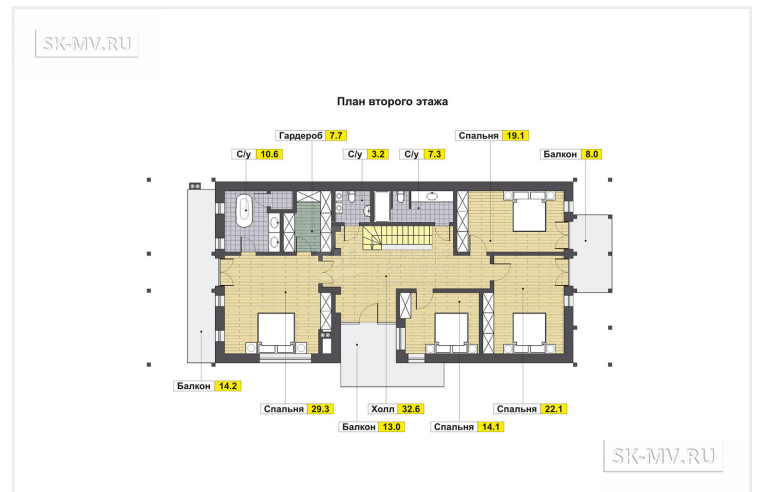 SK-MV.RU
План второго этажа
Гардероб 7.7
Спальня 19.1
С/у 10.6
С/у 3.2
С/у 7.3
Балкон 8.0
Балкон 14.2
Спальня 29.3
Холл 32.6
Спальня 22.1
Балкон 13.0
Спальня 14.1
SK-MV.RU